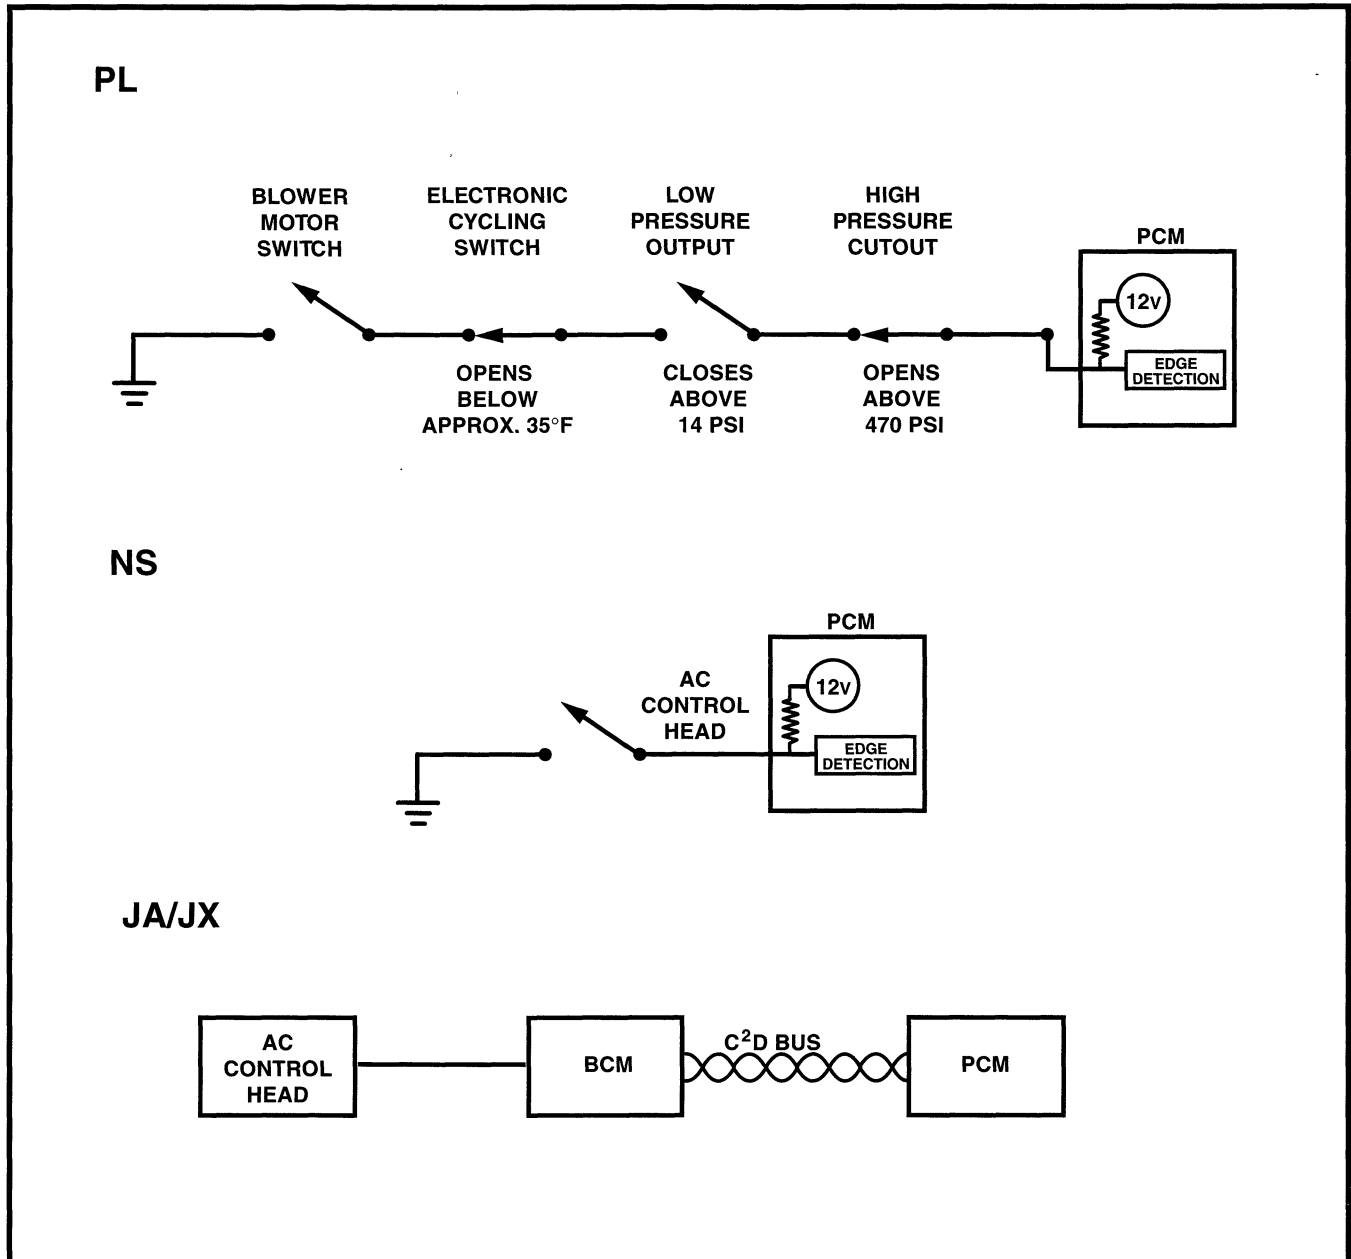 PL
BLOWER
MOTOR
SWITCH
ELECTRONIC
CYCLING
SWITCH
LOW
PRESSURE
OUTPUT
HIGH
PRESSURE
CUTOUT
PCM
12V
EDGE
DETECTION
OPENS
BELOW
APPROX. 35°F
CLOSES
ABOVE
14 PSI
OPENS
ABOVE
470 PSI
NS
PCM
AC
CONTROL
HEAD
12V
EDGE
DETECTION
JA/JX
AC
CONTROL
HEAD
BCM
C²D BUS
PCM